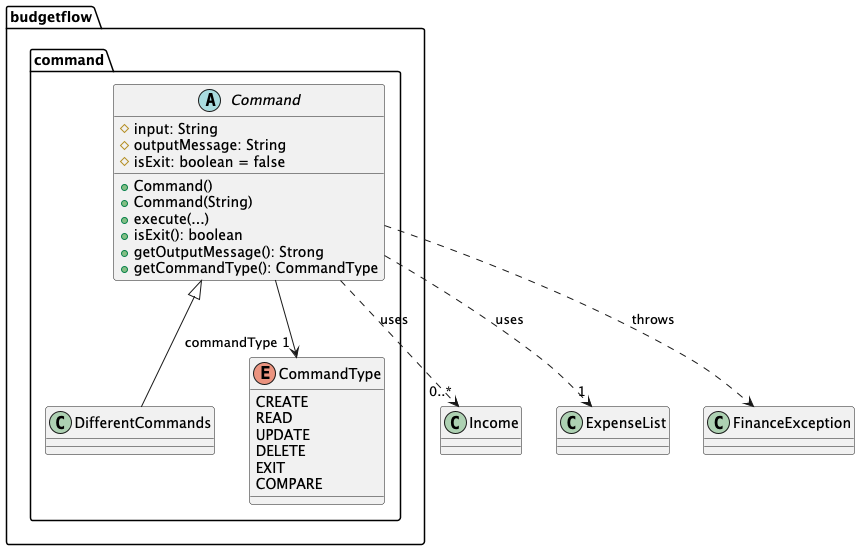 budgetflow
command
A Command
input: String
outputMessage: String
isExit: boolean = false
Command()
Command(String)
execute(...)
isExit(): boolean
getOutputMessage(): Strong
getCommandType(): CommandType
uses
uses
throws
commandType 1
0..*
1
C DifferentCommands
E CommandType
CREATE
READ
UPDATE
DELETE
EXIT
COMPARE
C Income
C ExpenseList
C FinanceException